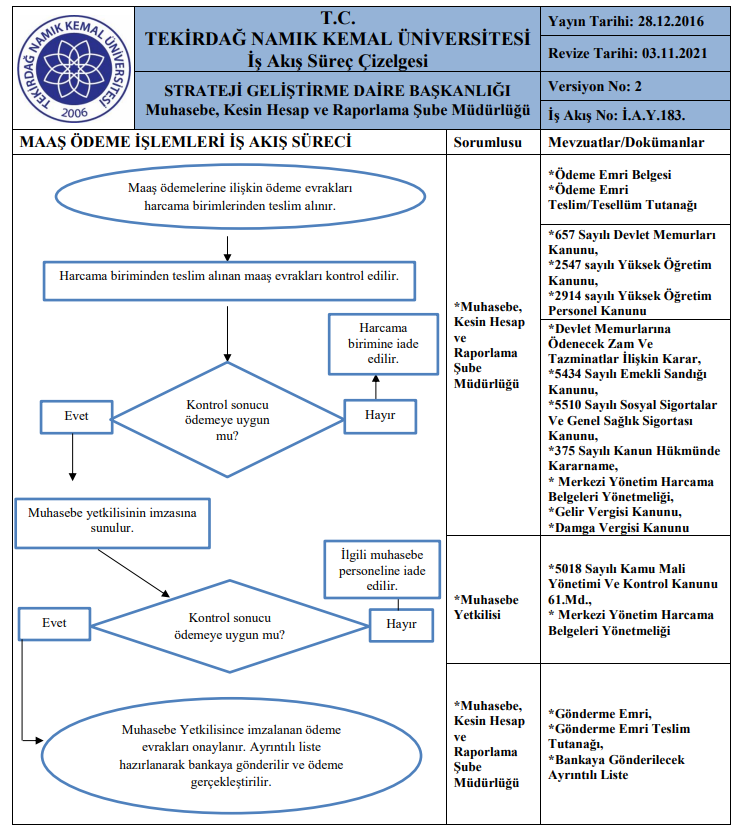 T.C.
TEKİRDAĞ NAMIK KEMAL ÜNİVERSİTESİ
İş Akış Süreç Çizelgesi
STRATEJİ GELİŞTİRME DAİRE BAŞKANLIĞI
Muhasebe, Kesin Hesap ve Raporlama Şube Müdürlüğü
Yayın Tarihi: 28.12.2016
Revize Tarihi: 03.11.2021
Versiyon No: 2
İş Akış No: İ.A.Y.183.
TEKİRDAĞ NAMIK KEMAL ÜNİVERSİTESİ
2006
MAAŞ ÖDEME İŞLEMLERİ İŞ AKIŞ SÜRECİ
Sorumlusu
Mevzuatlar/Dokümanlar
Maaş ödemelerine ilişkin ödeme evrakları
harcama birimlerinden teslim alınır.
Harcama biriminden teslim alınan maaş evrakları kontrol edilir.
Harcama
birimine iade
edilir.
Evet
Kontrol sonucu
ödemeye uygun
mu?
Hayır
Muhasebe yetkilisinin imzasına
sunulur.
İlgili muhasebe
personeline iade
edilir.
Evet
Kontrol sonucu
ödemeye uygun mu?
Hayır
Muhasebe Yetkilisince imzalanan ödeme
evrakları onaylanır. Ayrıntılı liste
hazırlanarak bankaya gönderilir ve ödeme
gerçekleştirilir.
*Muhasebe,
Kesin Hesap
ve
Raporlama
Şube
Müdürlüğü
*Muhasebe
Yetkilisi
*Muhasebe,
Kesin Hesap
ve
Raporlama
Şube
Müdürlüğü
*Ödeme Emri Belgesi
*Ödeme Emri
Teslim/Tesellüm Tutanağı
*657 Sayılı Devlet Memurları
Kanunu,
*2547 sayılı Yüksek Öğretim
Kanunu,
*2914 sayılı Yüksek Öğretim
Personel Kanunu
*Devlet Memurlarına
Ödenecek Zam Ve
Tazminatlar İlişkin Karar,
*5434 Sayılı Emekli Sandığı
Kanunu,
*5510 Sayılı Sosyal Sigortalar
Ve Genel Sağlık Sigortası
Kanunu,
*375 Sayılı Kanun Hükmünde
Kararname,
* Merkezi Yönetim Harcama
Belgeleri Yönetmeliği,
*Gelir Vergisi Kanunu,
*Damga Vergisi Kanunu
*5018 Sayılı Kamu Mali
Yönetimi Ve Kontrol Kanunu
61.Md.,
* Merkezi Yönetim Harcama
Belgeleri Yönetmeliği
*Gönderme Emri,
*Gönderme Emri Teslim
Tutanağı,
*Bankaya Gönderilecek
Ayrıntılı Liste